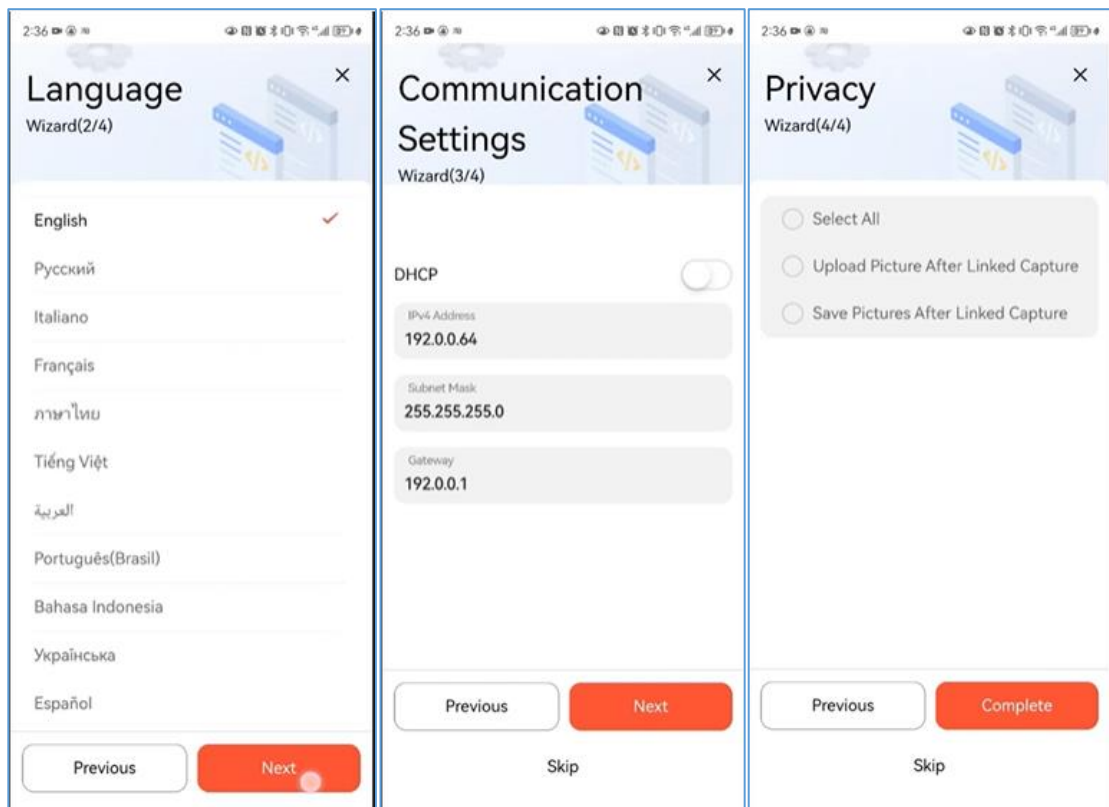 2:36
Language
Wizard(2/4)
English
Русский
Italiano
Français
ภาษาไทย
Tiếng Việt
العربية
Português(Brasil)
Bahasa Indonesia
Українська
Español
Previous
Next
2:36
Communication
Settings
Wizard(3/4)
DHCP
IPv4 Address
192.0.0.64
Subnet Mask
255.255.255.0
Gateway
192.0.0.1
Previous
Next
Skip
2:36
Privacy
Wizard(4/4)
Select All
Upload Picture After Linked Capture
Save Pictures After Linked Capture
Previous
Complete
Skip